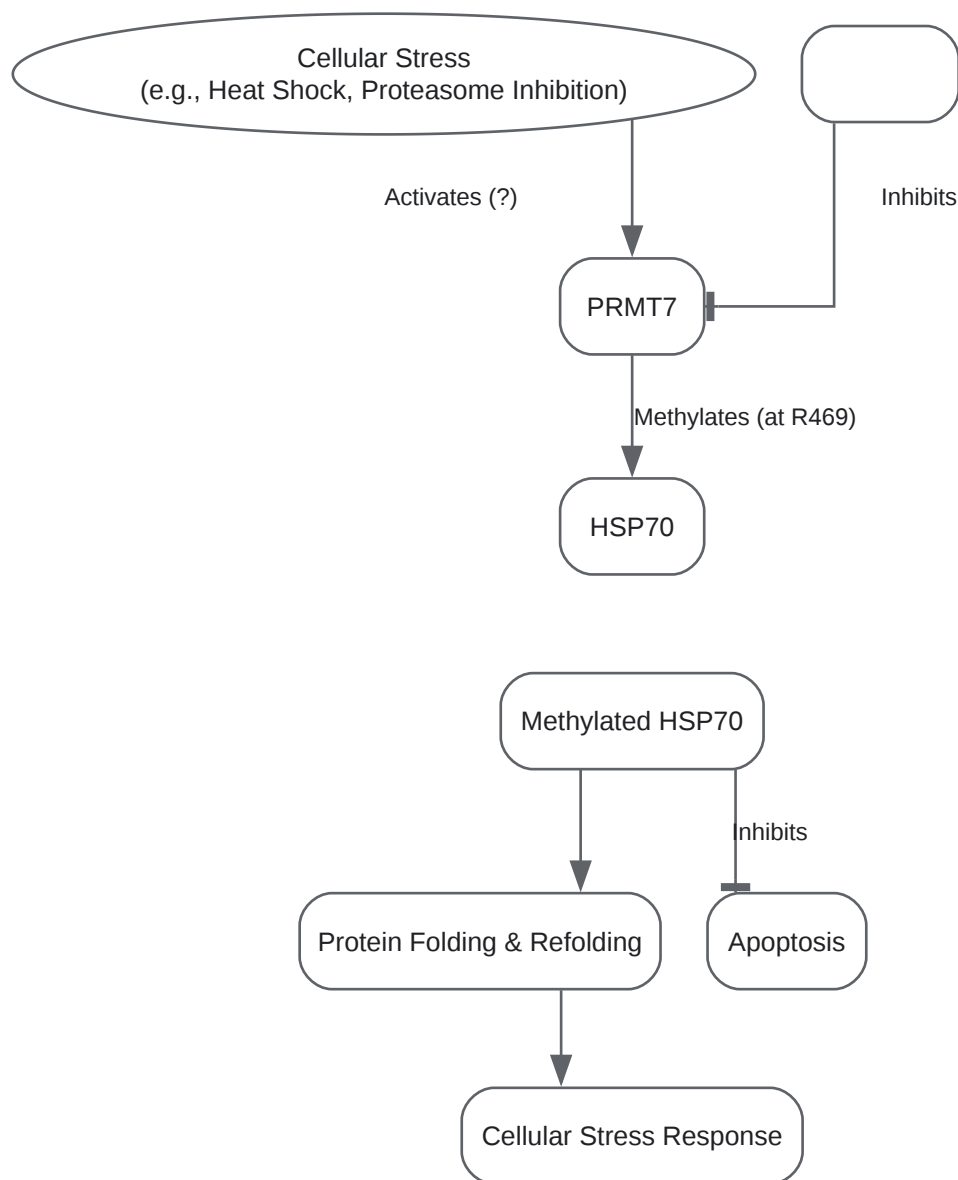 Cellular Stress
(e.g., Heat Shock, Proteasome Inhibition)
Activates (?)
Inhibits
PRMT7
Methylates (at R469)
HSP70
Methylated HSP70
Inhibits
Protein Folding & Refolding
Apoptosis
Cellular Stress Response